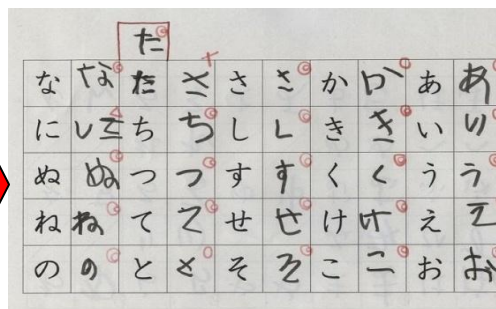 た
な な た さ さ か か あ あ
に に ち ち し し き き い い
ぬ ぬ つ つ す す く く う う
ね ね て て せ せ け け え え
の の と と そ そ こ こ お お